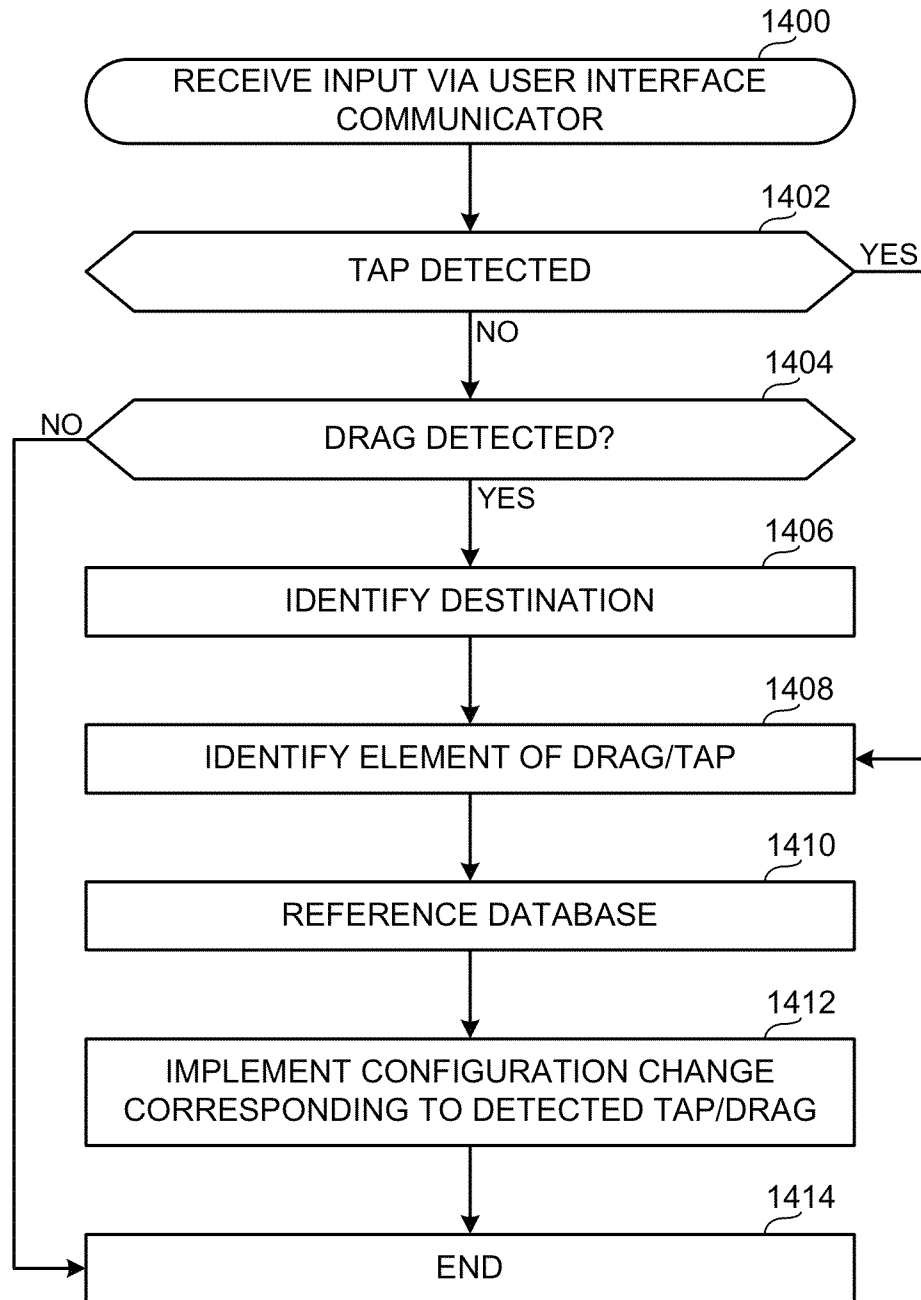 1400
RECEIVE INPUT VIA USER INTERFACE
COMMUNICATOR
1402
TAP DETECTED
YES
NO
1404
NO
DRAG DETECTED?
YES
1406
IDENTIFY DESTINATION
1408
IDENTIFY ELEMENT OF DRAG/TAP
1410
REFERENCE DATABASE
1412
IMPLEMENT CONFIGURATION CHANGE
CORRESPONDING TO DETECTED TAP/DRAG
1414
END